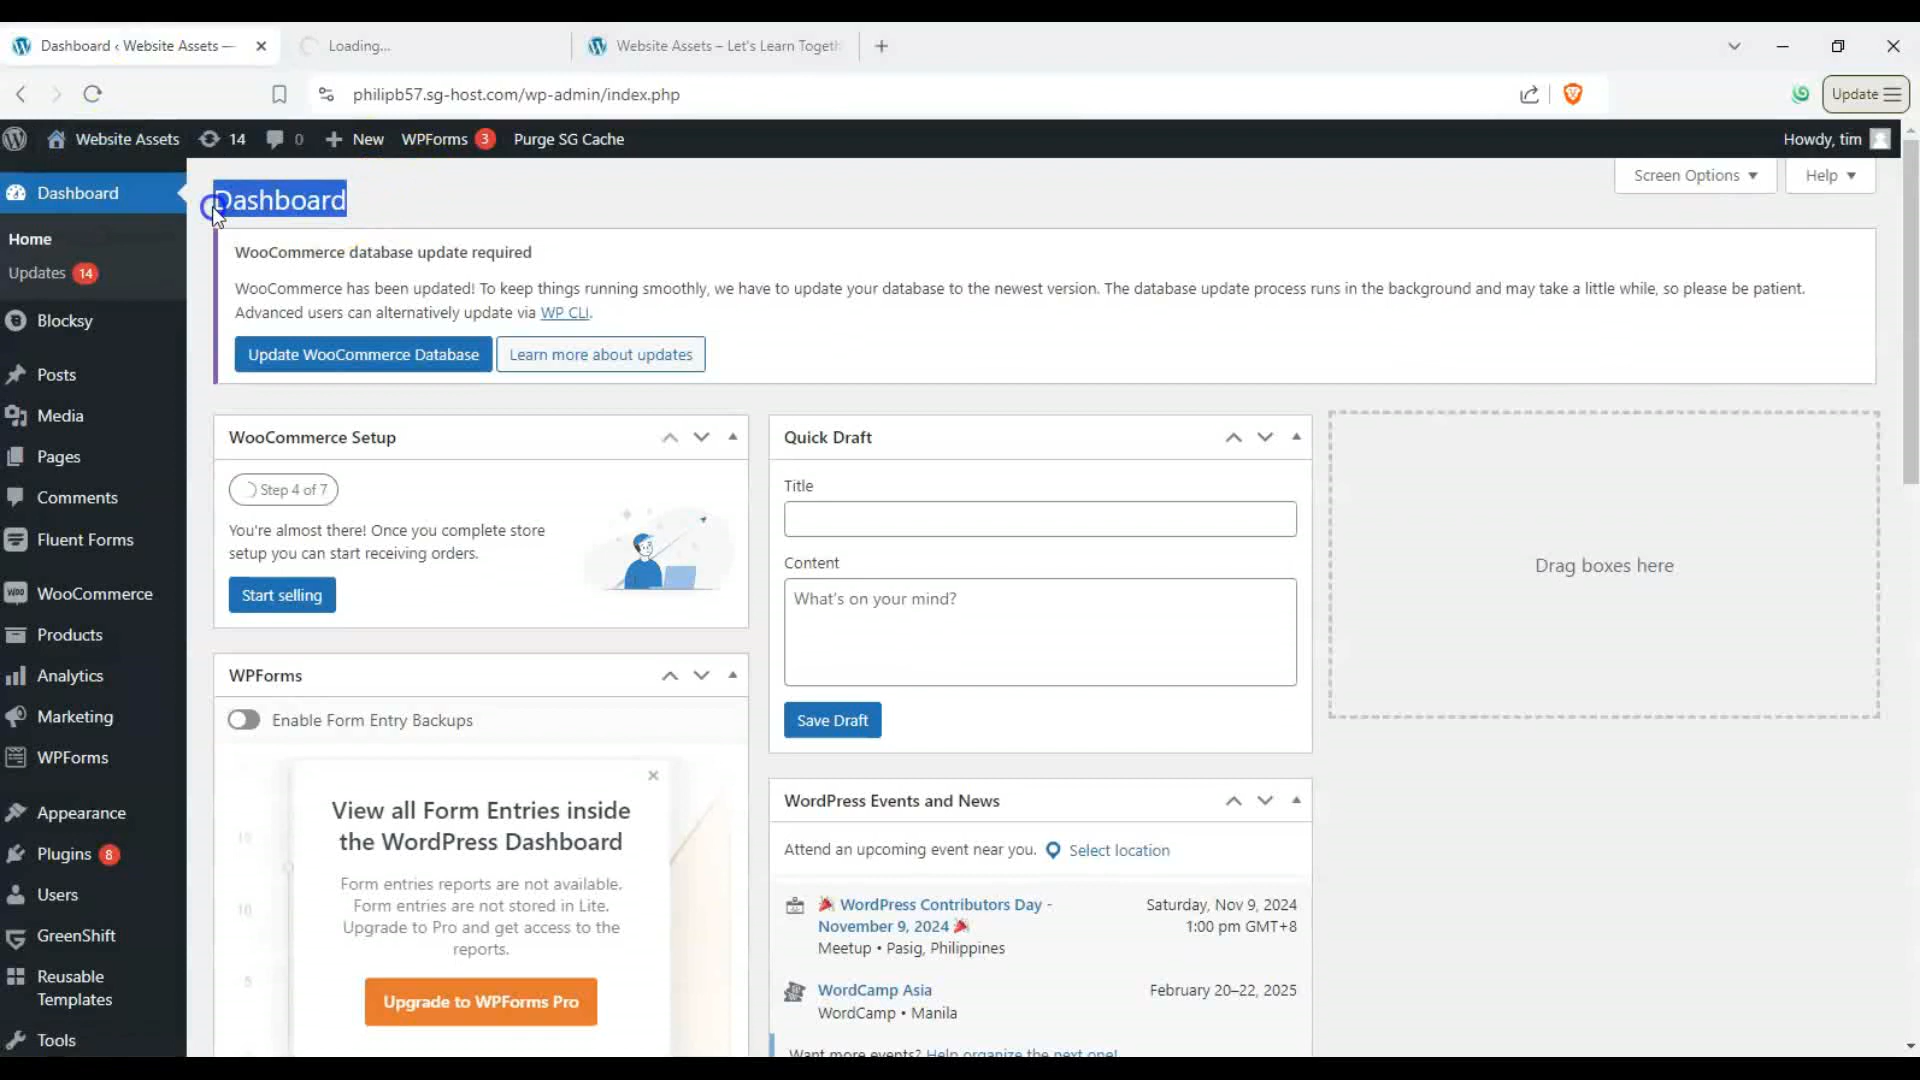 Dashboard ‹ Website Assets —
Loading...
Website Assets – Let's Learn Togeth
philipb57.sg-host.com/wp-admin/index.php
Update
Website Assets
14
0
New
WPForms 3
Purge SG Cache
Howdy, tim
Dashboard
Home
Updates 14
Blocksy
Posts
Media
Pages
Comments
Fluent Forms
WooCommerce
Products
Analytics
Marketing
WPForms
Appearance
Plugins 8
Users
GreenShift
Reusable
Templates
Tools
Screen Options
Help
Dashboard
WooCommerce database update required
WooCommerce has been updated! To keep things running smoothly, we have to update your database to the newest version. The database update process runs in the background and may take a little while, so please be patient.
Advanced users can alternatively update via WP CLI.
Update WooCommerce Database
Learn more about updates
WooCommerce Setup
Step 4 of 7
You're almost there! Once you complete store
setup you can start receiving orders.
Start selling
WPForms
Enable Form Entry Backups
View all Form Entries inside
the WordPress Dashboard
Form entries reports are not available.
Form entries are not stored in Lite.
Upgrade to Pro and get access to the
reports.
Upgrade to WPForms Pro
10
5
Quick Draft
Title
Content
What's on your mind?
Save Draft
WordPress Events and News
Attend an upcoming event near you.
Select location
WordPress Contributors Day -
November 9, 2024
Meetup • Pasig, Philippines
Saturday, Nov 9, 2024
1:00 pm GMT+8
WordCamp Asia
WordCamp • Manila
February 20–22, 2025
Want more events? Help organize the next one!
Drag boxes here